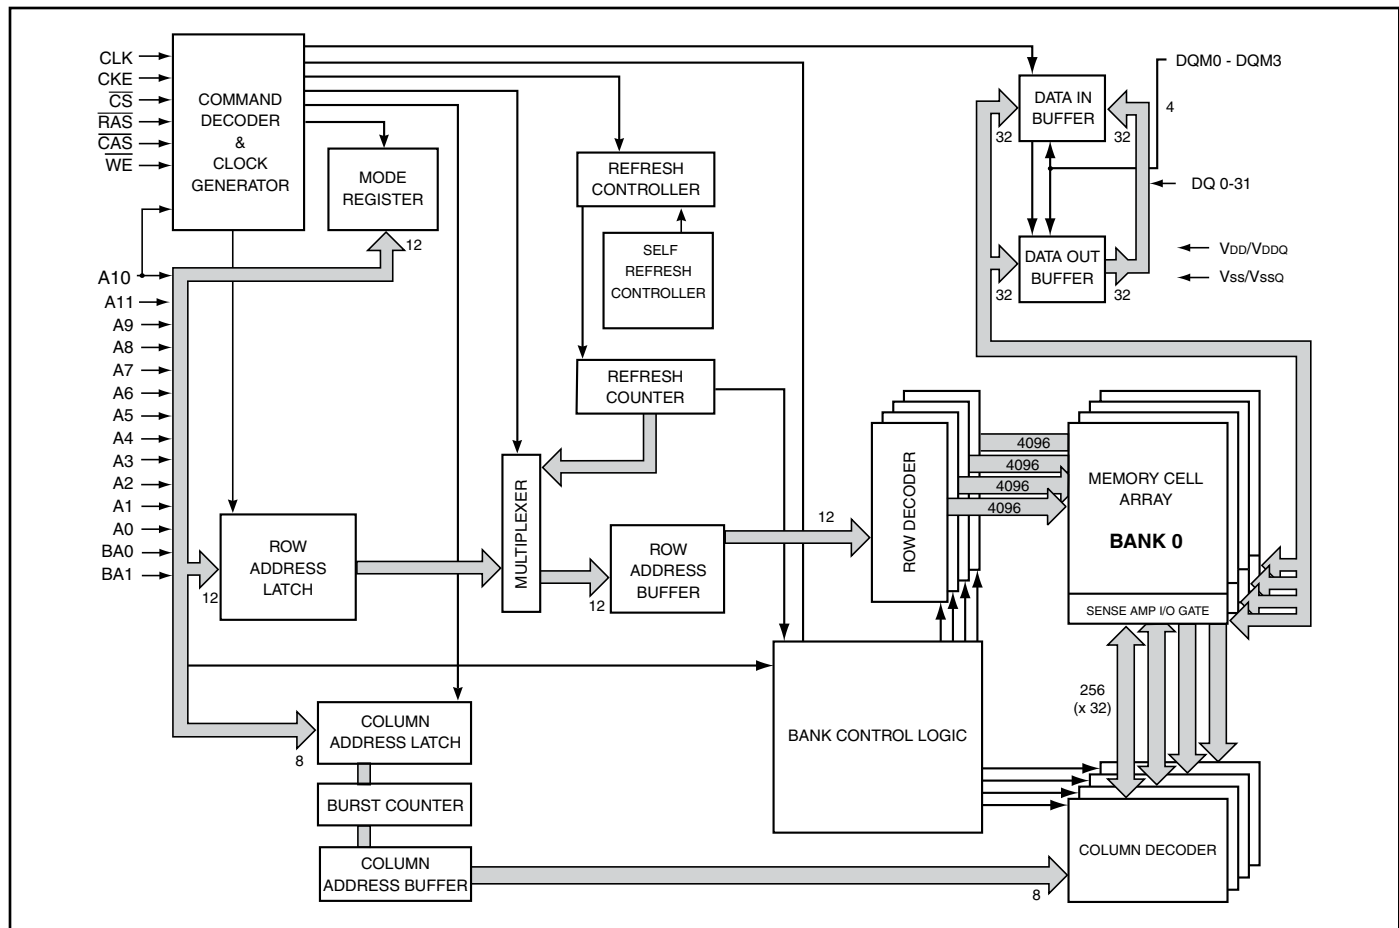 CLK
CKE
CS
RAS
CAS
WE
A10
A11
A9
A8
A7
A6
A5
A4
A3
A2
A1
A0
BA0
BA1
COMMAND
DECODER
&
CLOCK
GENERATOR
MODE
REGISTER
12
REFRESH
CONTROLLER
SELF
REFRESH
CONTROLLER
REFRESH
COUNTER
DATA IN
BUFFER
32
32
DQM0 - DQM3
4
DQ 0-31
DATA OUT
BUFFER
32
32
VDD/VDDQ
Vss/VssQ
ROW
ADDRESS
LATCH
12
MULTIPLEXER
12
ROW
ADDRESS
BUFFER
12
ROW DECODER
4096
4096
4096
4096
MEMORY CELL
ARRAY
BANK 0
SENSE AMP I/O GATE
256
(x 32)
BANK CONTROL LOGIC
COLUMN
ADDRESS LATCH
8
BURST COUNTER
COLUMN
ADDRESS BUFFER
8
COLUMN DECODER